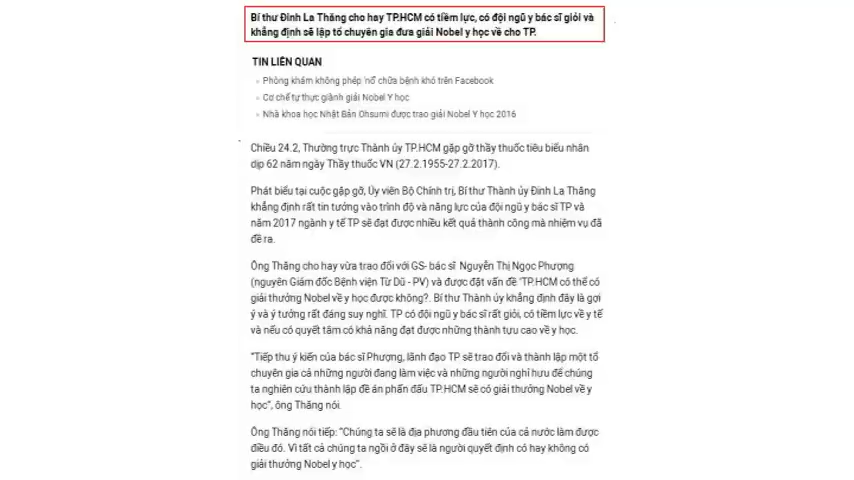 Bí thư Đinh La Thăng cho hay TP.HCM có tiềm lực, có đội ngũ y bác sĩ giỏi và
khẳng định sẽ lập tổ chuyên gia đưa giải Nobel y học về cho TP.
TIN LIÊN QUAN
Phòng khám không phép 'nổ' chữa bệnh khó trên Facebook
Cơ chế tự thực giành giải Nobel Y học
Nhà khoa học Nhật Bản Ohsumi được trao giải Nobel Y học 2016
Chiều 24.2, Thường trực Thành ủy TP.HCM gặp gỡ thầy thuốc tiêu biểu nhân
dịp 62 năm ngày Thầy thuốc VN (27.2.1955-27.2.2017).
Phát biểu tại cuộc gặp gỡ, Ủy viên Bộ Chính trị, Bí thư Thành ủy Đinh La Thăng
khẳng định rất tin tưởng vào trình độ và năng lực của đội ngũ y bác sĩ TP và
năm 2017 ngành y tế TP sẽ đạt được nhiều kết quả thành công mà nhiệm vụ đã
đề ra.
Ông Thăng cho hay vừa trao đổi với GS- bác sĩ Nguyễn Thị Ngọc Phượng
(nguyên Giám đốc Bệnh viện Từ Dũ - PV) và được đặt vấn đề 'TP.HCM có thể có
giải thưởng Nobel về y học được không?. Bí thư Thành ủy khẳng định đây là gợi
ý và ý tưởng rất đáng suy nghĩ. TP có đội ngũ y bác sĩ rất giỏi, có tiềm lực về y tế
và nếu có quyết tâm có khả năng đạt được những thành tựu cao về y học.
"Tiếp thu ý kiến của bác sĩ Phượng, lãnh đạo TP sẽ trao đổi và thành lập một tổ
chuyên gia cả những người đang làm việc và những người nghỉ hưu để chúng
ta nghiên cứu thành lập đề án phấn đấu TP.HCM sẽ có giải thưởng Nobel về y
học", ông Thăng nói.
Ông Thăng nói tiếp: "Chúng ta sẽ là địa phương đầu tiên của cả nước làm được
điều đó. Vì tất cả chúng ta ngồi ở đây sẽ là người quyết định có hay không có
giải thưởng Nobel y học".